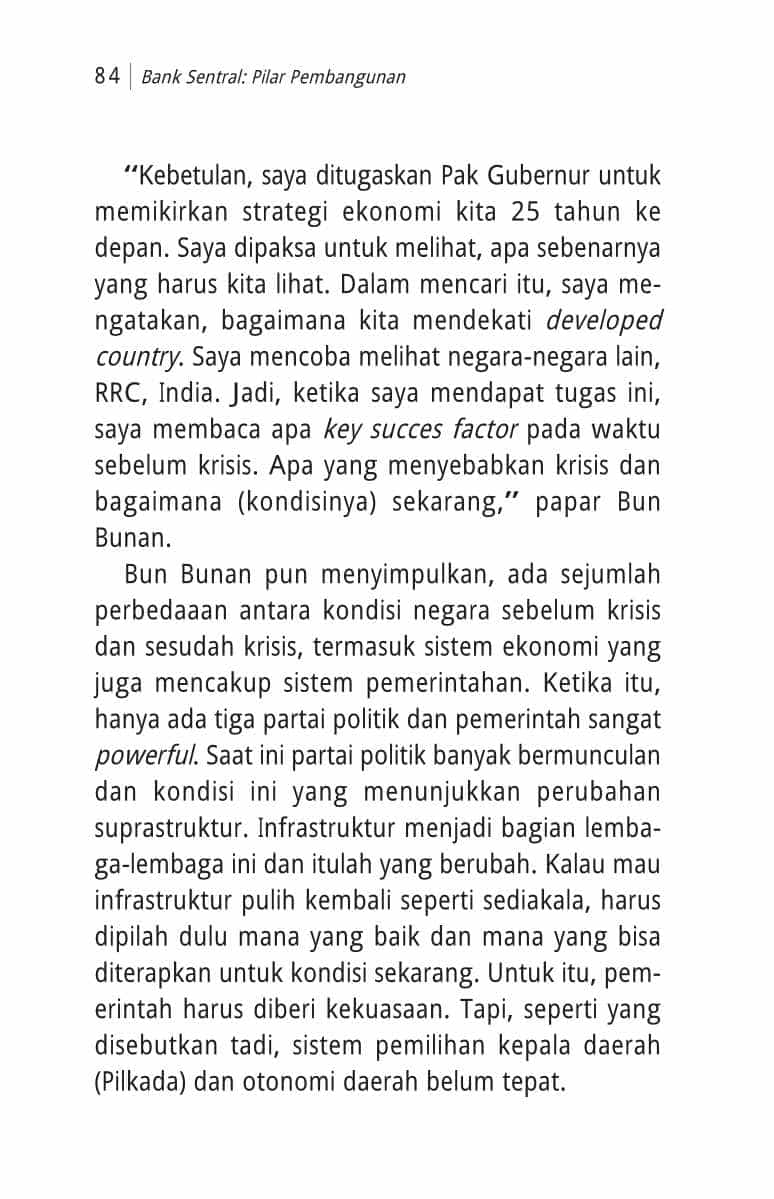 84 | Bank Sentral: Pilar Pembangunan
“Kebetulan, saya ditugaskan Pak Gubernur untuk
memikirkan strategi ekonomi kita 25 tahun ke
depan. Saya dipaksa untuk melihat, apa sebenarnya
yang harus kita lihat. Dalam mencari itu, saya me-
ngatakan, bagaimana kita mendekati developed
country. Saya mencoba melihat negara-negara lain,
RRC, India. Jadi, ketika saya mendapat tugas ini,
saya membaca apa key succes factor pada waktu
sebelum krisis. Apa yang menyebabkan krisis dan
bagaimana (kondisinya) sekarang,” papar Bun
Bunan.
Bun Bunan pun menyimpulkan, ada sejumlah
perbedaaan antara kondisi negara sebelum krisis
dan sesudah krisis, termasuk sistem ekonomi yang
juga mencakup sistem pemerintahan. Ketika itu,
hanya ada tiga partai politik dan pemerintah sangat
powerful. Saat ini partai politik banyak bermunculan
dan kondisi ini yang menunjukkan perubahan
suprastruktur. Infrastruktur menjadi bagian lemba-
ga-lembaga ini dan itulah yang berubah. Kalau mau
infrastruktur pulih kembali seperti sediakala, harus
dipilah dulu mana yang baik dan mana yang bisa
diterapkan untuk kondisi sekarang. Untuk itu, pem-
erintah harus diberi kekuasaan. Tapi, seperti yang
disebutkan tadi, sistem pemilihan kepala daerah
(Pilkada) dan otonomi daerah belum tepat.